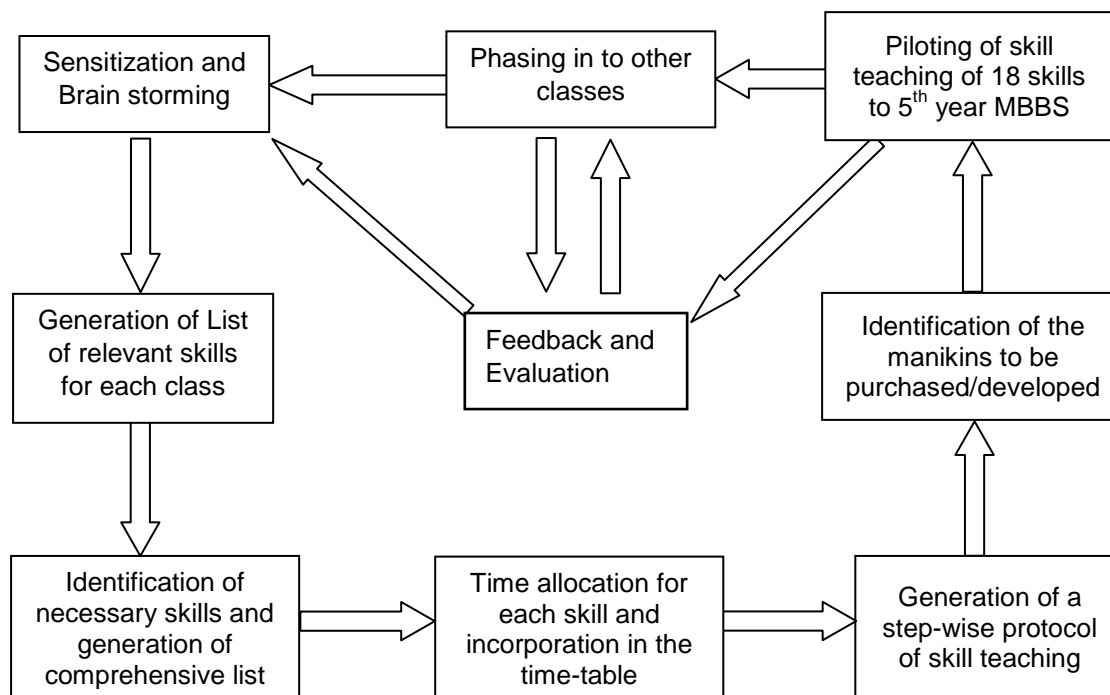 Sensitization and
Brain storming
Phasing in to other
classes
Piloting of skill
teaching of 18 skills
to 5th year MBBS
Generation of List
of relevant skills
for each class
Feedback and
Evaluation
Identification of the
manikins to be
purchased/developed
Identification of
necessary skills and
generation of
comprehensive list
Time allocation for
each skill and
incorporation in the
time-table
Generation of a
step-wise protocol
of skill teaching